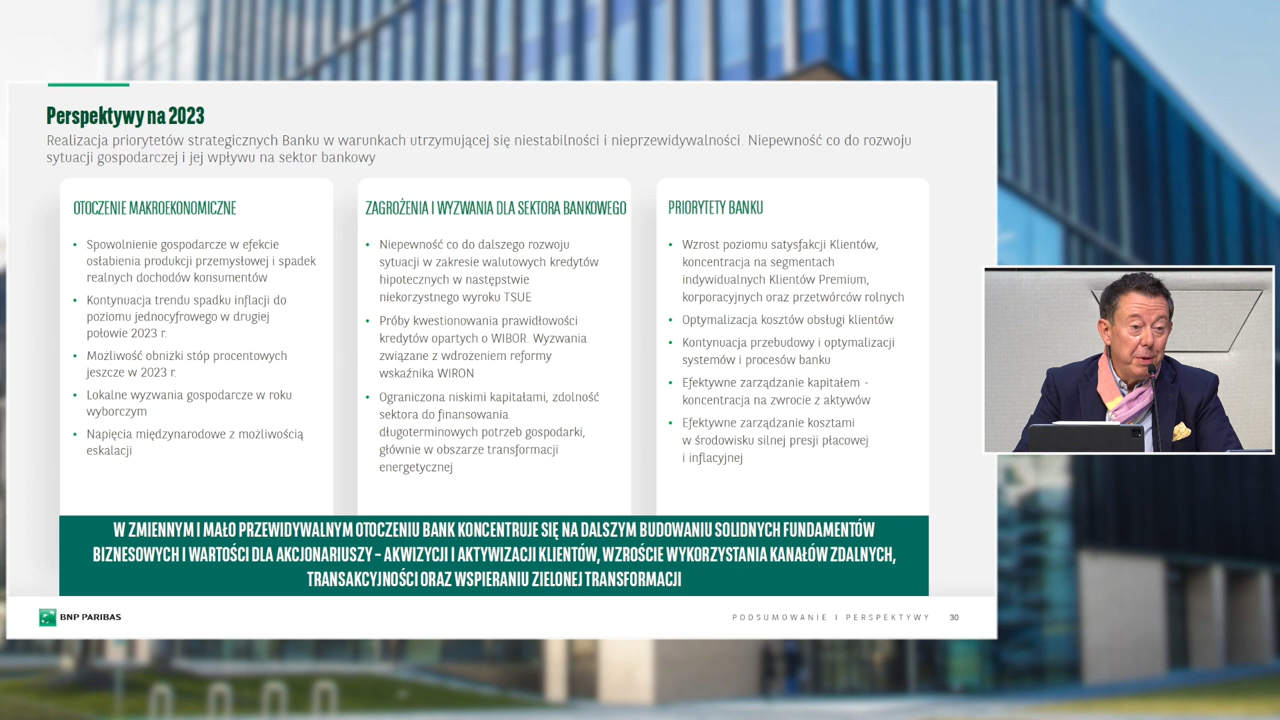 Perspektywy na 2023
Realizacja priorytetów strategicznych Banku w warunkach utrzymującej się niestabilności i nieprzewidywalności. Niepewność co do rozwoju
sytuacji gospodarczej i jej wpływu na sektor bankowy
OTOCZENIE MAKROEKONOMICZNE
• Spowolnienie gospodarcze w efekcie
osłabienia produkcji przemysłowej i spadek
realnych dochodów konsumentów
• Kontynuacja trendu spadku inflacji do
poziomu jednocyfrowego w drugiej
połowie 2023 r.
• Możliwość obniżki stóp procentowych
jeszcze w 2023 r.
• Lokalne wyzwania gospodarcze w roku
wyborczym
• Napięcia międzynarodowe z możliwością
eskalacji
ZAGROŻENIA I WYZWANIA DLA SEKTORA BANKOWEGO
• Niepewność co do dalszego rozwoju
sytuacji w zakresie walutowych kredytów
hipotecznych w następstwie
niekorzystnego wyroku TSUE
• Próby kwestionowania prawidłowości
kredytów opartych o WIBOR. Wyzwania
związane z wdrożeniem reformy
wskaźnika WIRON
• Ograniczona niskimi kapitałami, zdolność
sektora do finansowania
długoterminowych potrzeb gospodarki,
głównie w obszarze transformacji
energetycznej
PRIORYTETY BANKU
• Wzrost poziomu satysfakcji Klientów,
koncentracja na segmentach
indywidualnych Klientów Premium,
korporacyjnych oraz przetwórców rolnych
• Optymalizacja kosztów obsługi klientów
• Kontynuacja przebudowy i optymalizacji
systemów i procesów banku
• Efektywne zarządzanie kapitałem -
koncentracja na zwrocie z aktywów
• Efektywne zarządzanie kosztami
w środowisku silnej presji płacowej
i inflacyjnej
W ZMIENNYM I MAŁO PRZEWIDYWALNYM OTOCZENIU BANK KONCENTRUJE SIĘ NA DALSZYM BUDOWANIU SOLIDNYCH FUNDAMENTÓW
BIZNESOWYCH I WARTOŚCI DLA AKCJONARIUSZY – AKWIZYCJI I AKTYWIZACJI KLIENTÓW, WZROŚCIE WYKORZYSTANIA KANAŁÓW ZDALNYCH,
TRANSAKCYJNOŚCI ORAZ WSPIERANIU ZIELONEJ TRANSFORMACJI
BNP PARIBAS
PODSUMOWANIE I PERSPEKTYWY 30